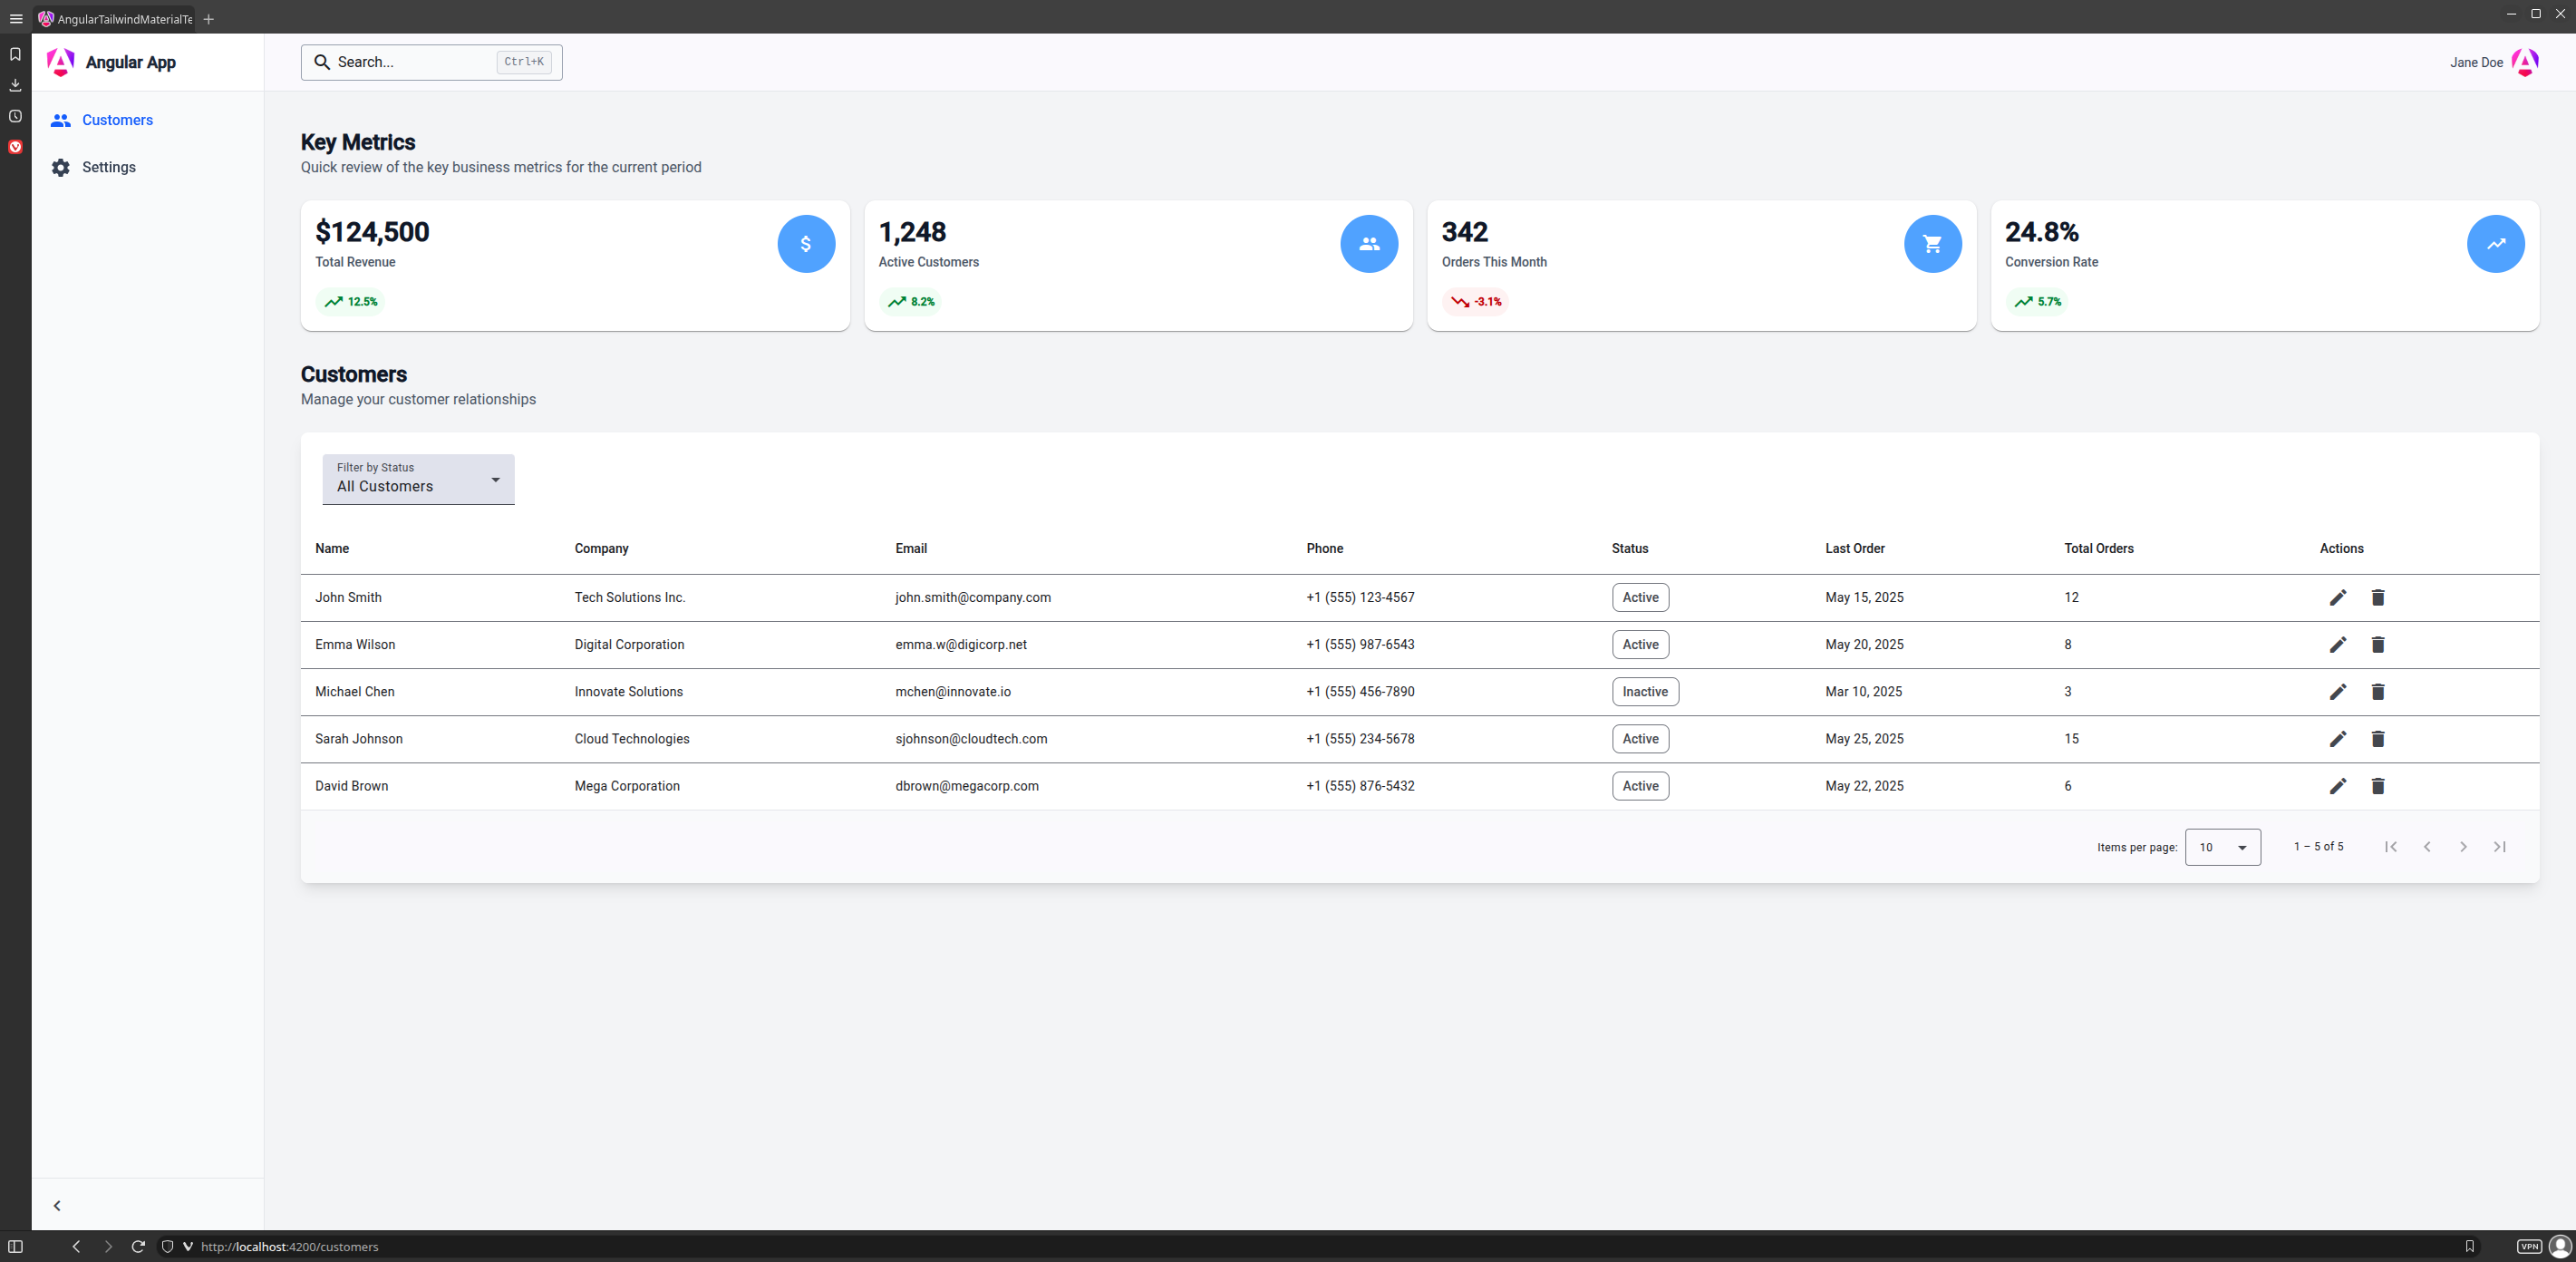 AngularTailwindMaterialTe
Angular App
Search... Ctrl+K
Jane Doe
Customers
Settings
Key Metrics
Quick review of the key business metrics for the current period
$124,500
Total Revenue
12.5%
1,248
Active Customers
8.2%
342
Orders This Month
-3.1%
24.8%
Conversion Rate
5.7%
Customers
Manage your customer relationships
Filter by Status
All Customers
Name Company Email Phone Status Last Order Total Orders Actions
John Smith Tech Solutions Inc. john.smith@company.com +1 (555) 123-4567 Active May 15, 2025 12
Emma Wilson Digital Corporation emma.w@digicorp.net +1 (555) 987-6543 Active May 20, 2025 8
Michael Chen Innovate Solutions mchen@innovate.io +1 (555) 456-7890 Inactive Mar 10, 2025 3
Sarah Johnson Cloud Technologies sjohnson@cloudtech.com +1 (555) 234-5678 Active May 25, 2025 15
David Brown Mega Corporation dbrown@megacorp.com +1 (555) 876-5432 Active May 22, 2025 6
Items per page: 10 1 – 5 of 5
http://localhost:4200/customers
VPN